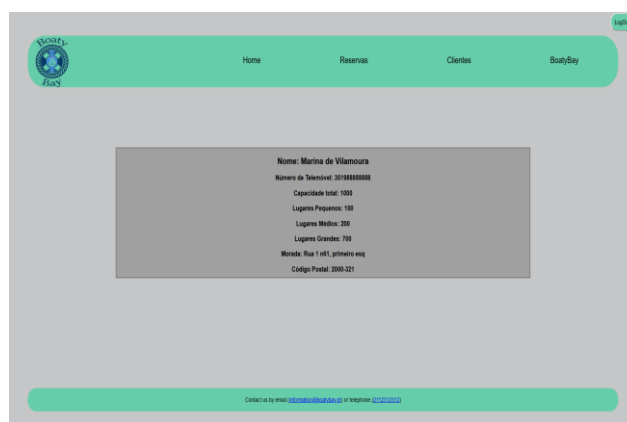 Boaty
Bay
Home Reservas Clientes BoatyBay
Nome: Marina de Vilamoura
Número de Telemóvel: 351988888888
Capacidade total: 1000
Lugares Pequenos: 100
Lugares Médios: 200
Lugares Grandes: 700
Morada: Rua 1 nº1, primeiro esq
Código Postal: 2000-321
Contact us by email (information@boatybay.pt) or telephone